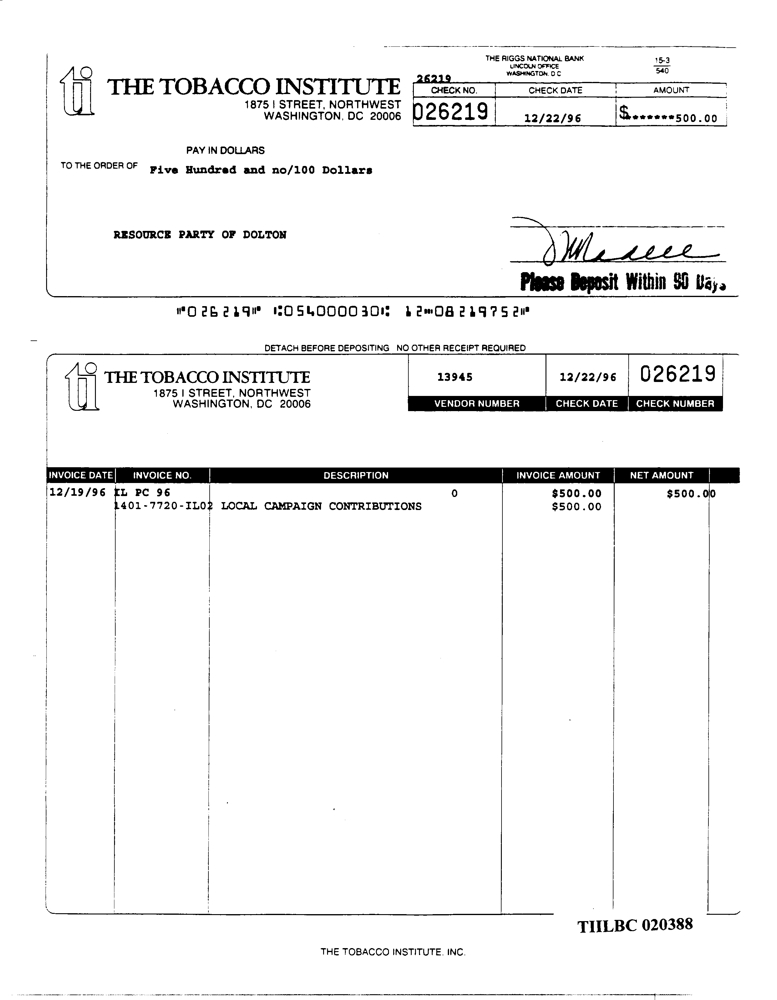 THE RIGGS NATIONAL BANK
LINCOLN OFFICE
WASHINGTON, D C
15-3
540
THE TOBACCO INSTITUTE
1875 I STREET, NORTHWEST
WASHINGTON, DC 20006
26219
CHECK NO. CHECK DATE AMOUNT
026219 12/22/96 $*******500.00
PAY IN DOLLARS
TO THE ORDER OF Five Hundred and no/100 Dollars
RESOURCE PARTY OF DOLTON
Please Deposit Within 90 Days
⑈026219⑈ ⑆054000030⑆ 12⑉08219752⑈
DETACH BEFORE DEPOSITING NO OTHER RECEIPT REQUIRED
THE TOBACCO INSTITUTE
1875 I STREET, NORTHWEST
WASHINGTON, DC 20006
13945 12/22/96 026219
VENDOR NUMBER CHECK DATE CHECK NUMBER
INVOICE DATE INVOICE NO. DESCRIPTION INVOICE AMOUNT NET AMOUNT
12/19/96 IL PC 96 0 $500.00 $500.00
1401-7720-IL02 LOCAL CAMPAIGN CONTRIBUTIONS $500.00
TIILBC 020388
THE TOBACCO INSTITUTE. INC.